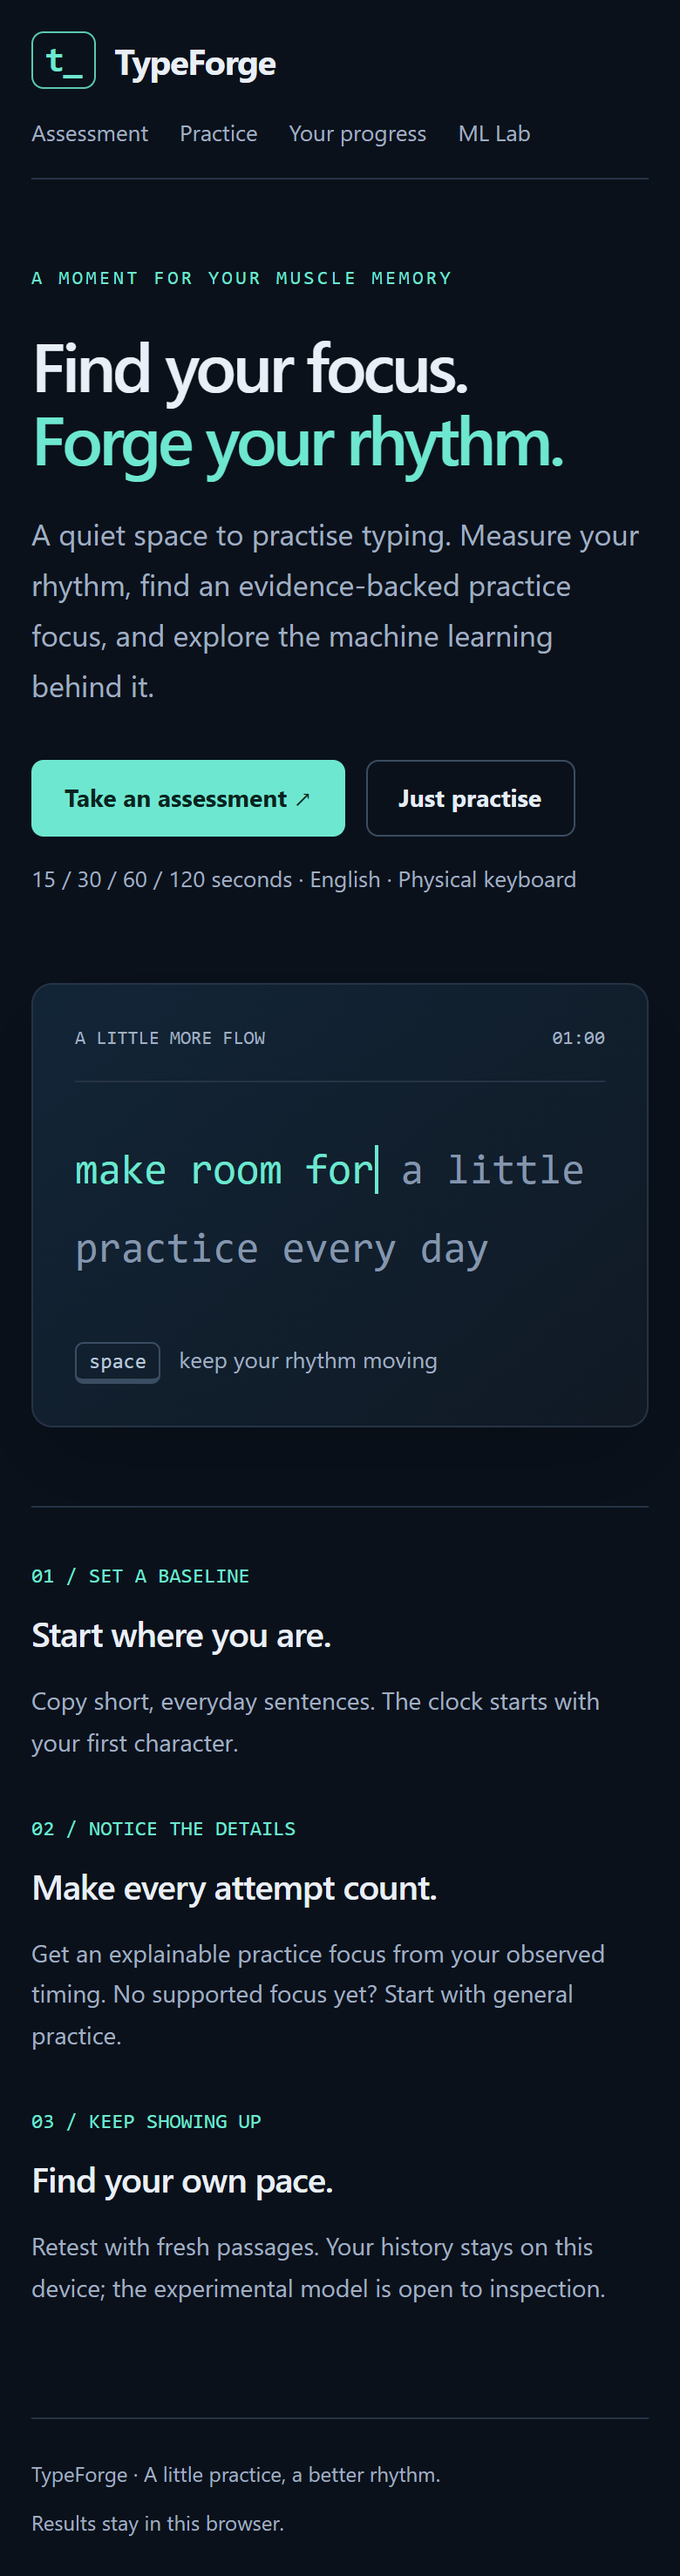 t_ TypeForge
Assessment Practice Your progress ML Lab
A MOMENT FOR YOUR MUSCLE MEMORY
Find your focus.
Forge your rhythm.
A quiet space to practise typing. Measure your
rhythm, find an evidence-backed practice
focus, and explore the machine learning
behind it.
Take an assessment ↗ Just practise
15 / 30 / 60 / 120 seconds · English · Physical keyboard
A LITTLE MORE FLOW 01:00
make room for a little
practice every day
space keep your rhythm moving
01 / SET A BASELINE
Start where you are.
Copy short, everyday sentences. The clock starts with
your first character.
02 / NOTICE THE DETAILS
Make every attempt count.
Get an explainable practice focus from your observed
timing. No supported focus yet? Start with general
practice.
03 / KEEP SHOWING UP
Find your own pace.
Retest with fresh passages. Your history stays on this
device; the experimental model is open to inspection.
TypeForge · A little practice, a better rhythm.
Results stay in this browser.